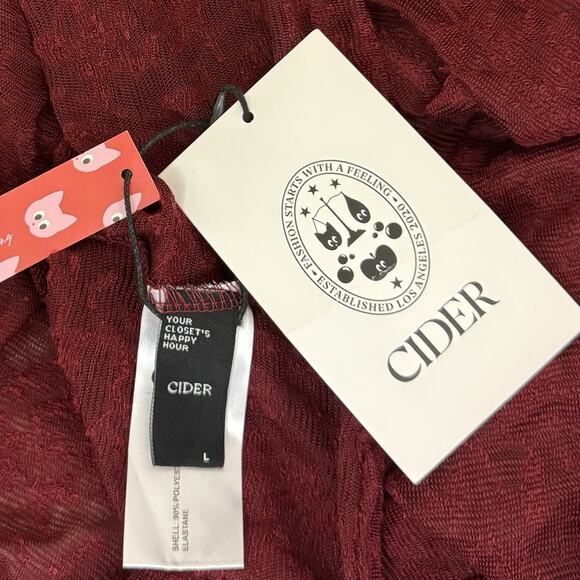 FASHION STARTS WITH A FEELING
ESTABLISHED LOS ANGELES 2020
CIDER
YOUR
CLOSET'S
HAPPY
HOUR
CIDER
L
SHELL: 90% POLYES
ELASTANE